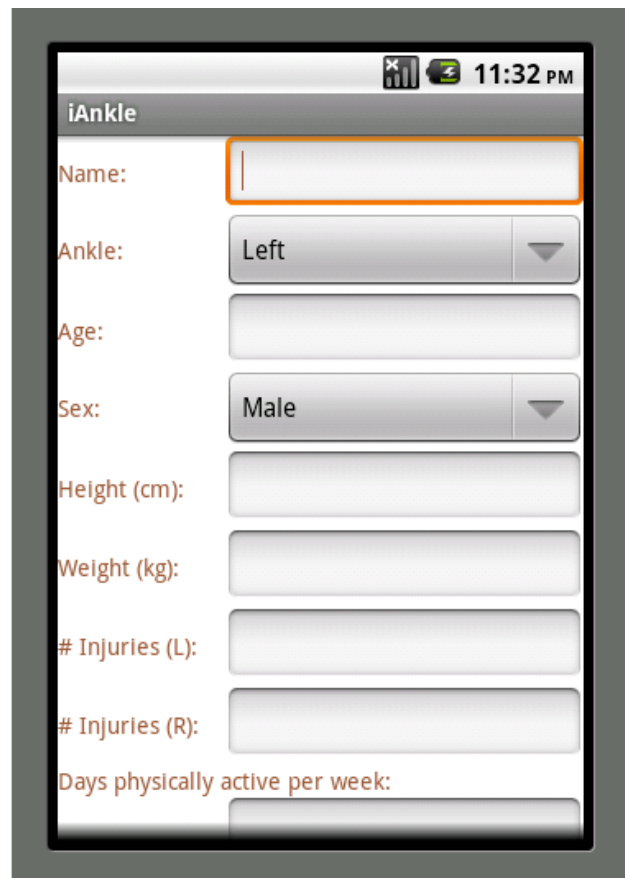 11:32 PM
iAnkle
Name:
Ankle: Left
Age:
Sex: Male
Height (cm):
Weight (kg):
# Injuries (L):
# Injuries (R):
Days physically active per week: